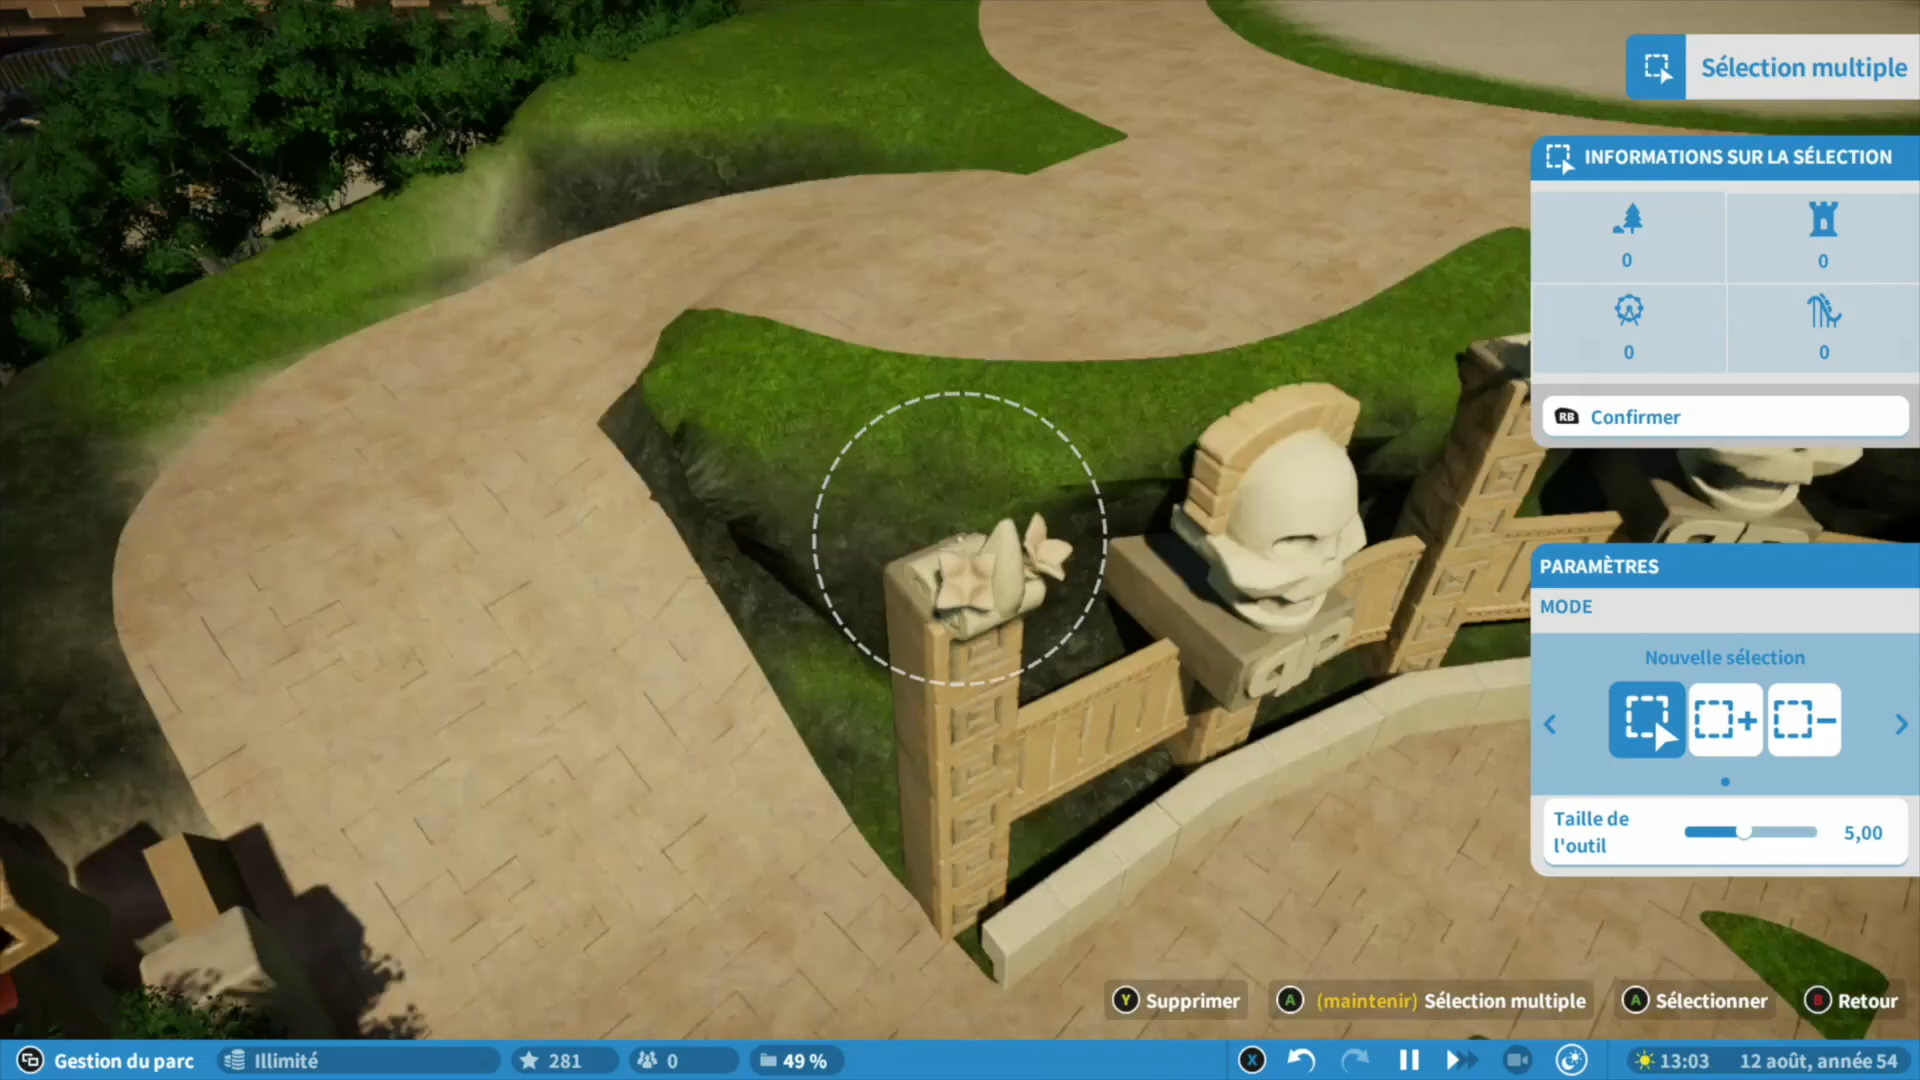 Sélection multiple
INFORMATIONS SUR LA SÉLECTION
0
0
0
0
RB Confirmer
PARAMÈTRES
MODE
Nouvelle sélection
Taille de
l'outil
5,00
Y Supprimer
A (maintenir) Sélection multiple
A Sélectionner
B Retour
Gestion du parc
Illimité
281
0
49 %
X
13:03
12 août, année 54